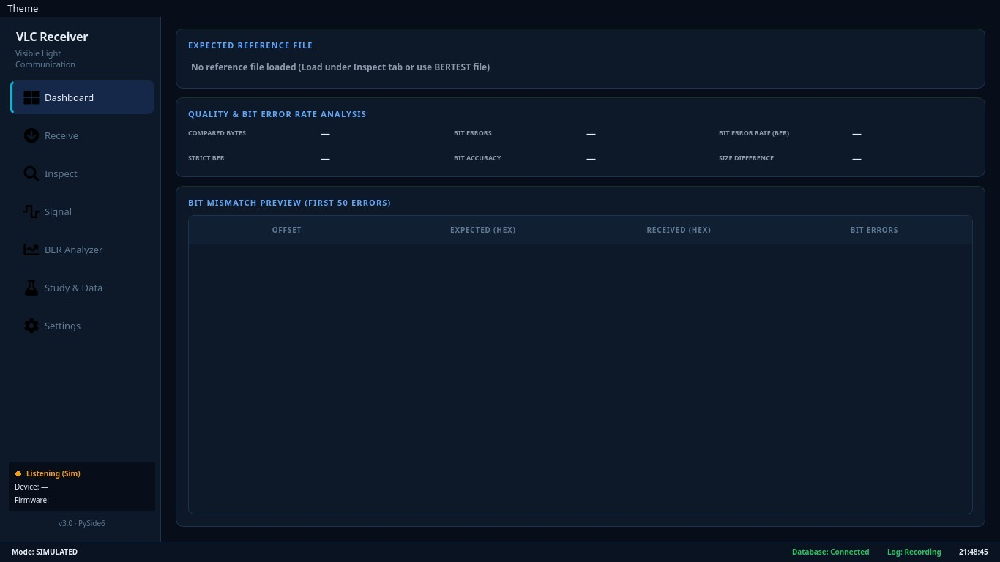 Theme
VLC Receiver
Visible Light
Communication
Dashboard
Receive
Inspect
Signal
BER Analyzer
Study & Data
Settings
Listening (Sim)
Device: —
Firmware: —
v3.0 · PySide6
EXPECTED REFERENCE FILE
No reference file loaded (Load under Inspect tab or use BERTEST file)
QUALITY & BIT ERROR RATE ANALYSIS
COMPARED BYTES — BIT ERRORS — BIT ERROR RATE (BER) —
STRICT BER — BIT ACCURACY — SIZE DIFFERENCE —
BIT MISMATCH PREVIEW (FIRST 50 ERRORS)
OFFSET EXPECTED (HEX) RECEIVED (HEX) BIT ERRORS
Mode: SIMULATED Database: Connected Log: Recording 21:48:45